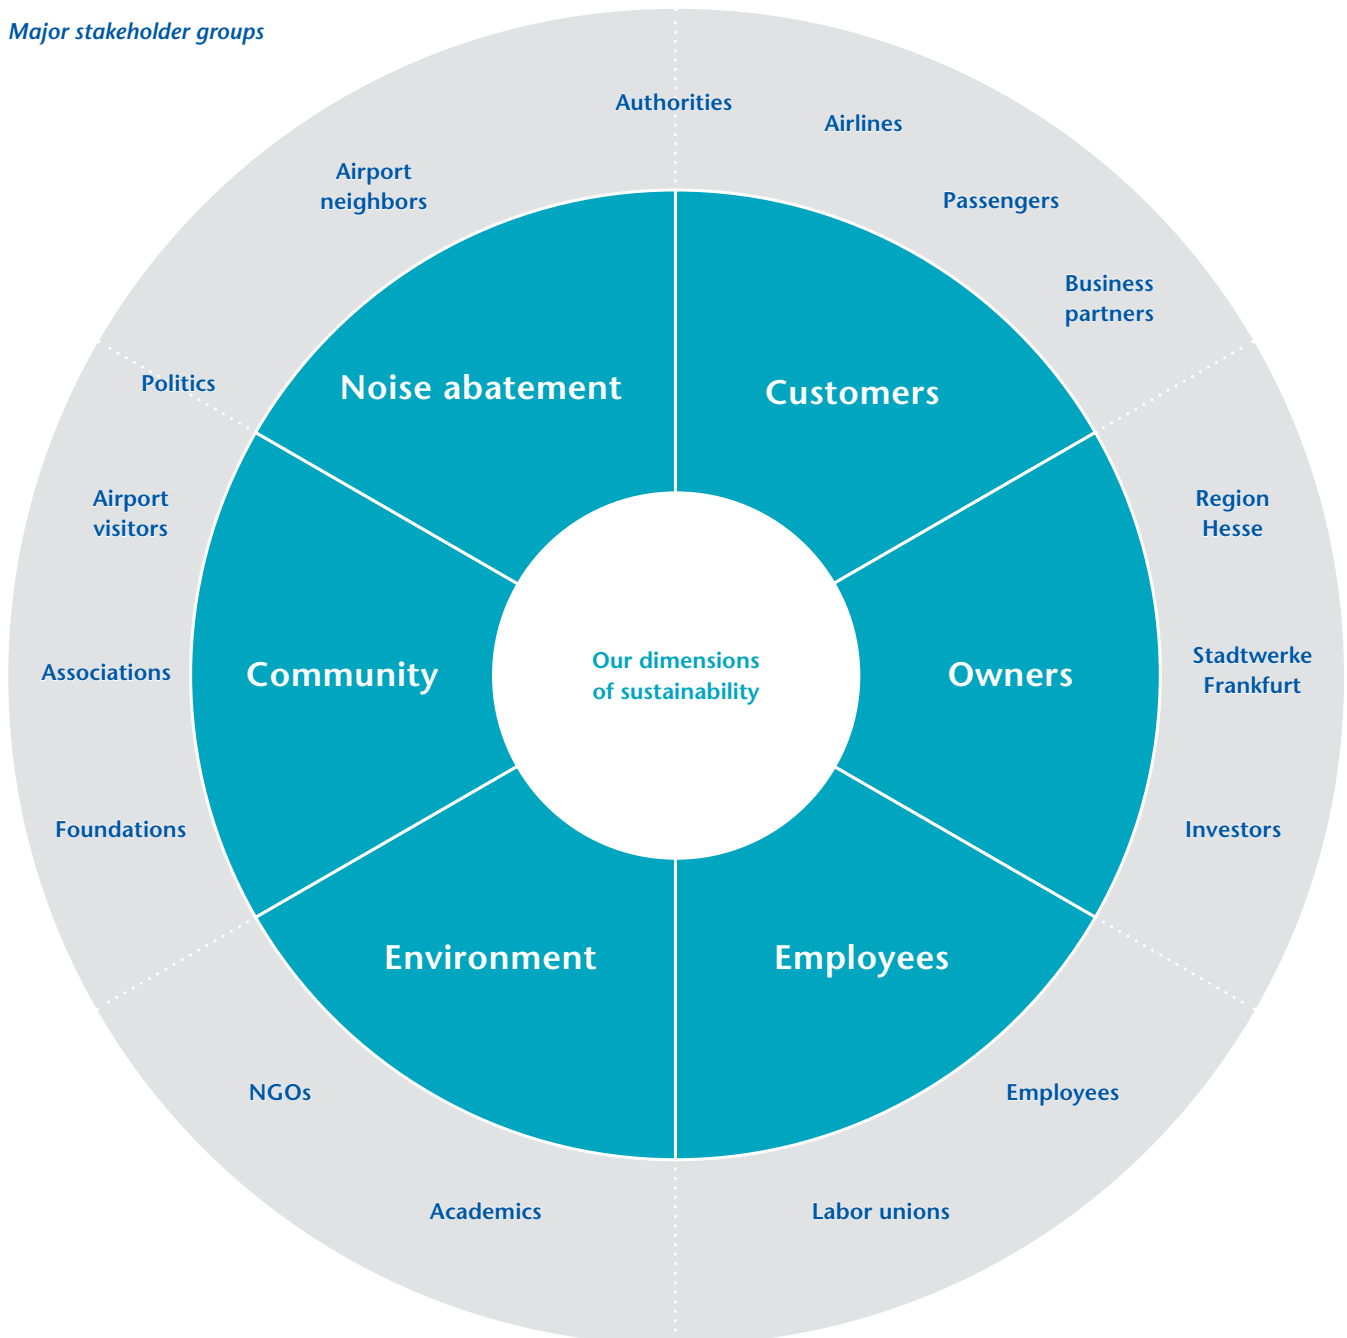 Major stakeholder groups
Authorities
Airlines
Airport
neighbors
Passengers
Business
partners
Politics
Noise abatement
Customers
Airport
visitors
Region
Hesse
Associations
Community
Our dimensions
of sustainability
Owners
Stadtwerke
Frankfurt
Foundations
Investors
Environment
Employees
NGOs
Employees
Academics
Labor unions